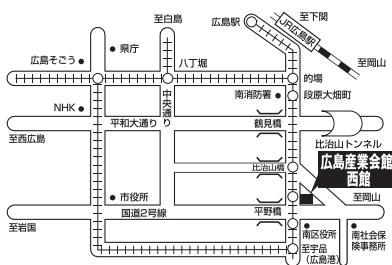 至白島
広島駅
至下関
JR広島駅
至岡山
広島そごう
県庁
八丁堀
的場
中央通り
南消防署
段原大畑町
NHK
平和大通り
鶴見橋
至西広島
比治山トンネル
比治山橋
広島産業会館
西館
市役所
至岡山
国道2号線
平野橋
至岩国
南区役所
南社会保
険事務所
至宇品
(広島港)